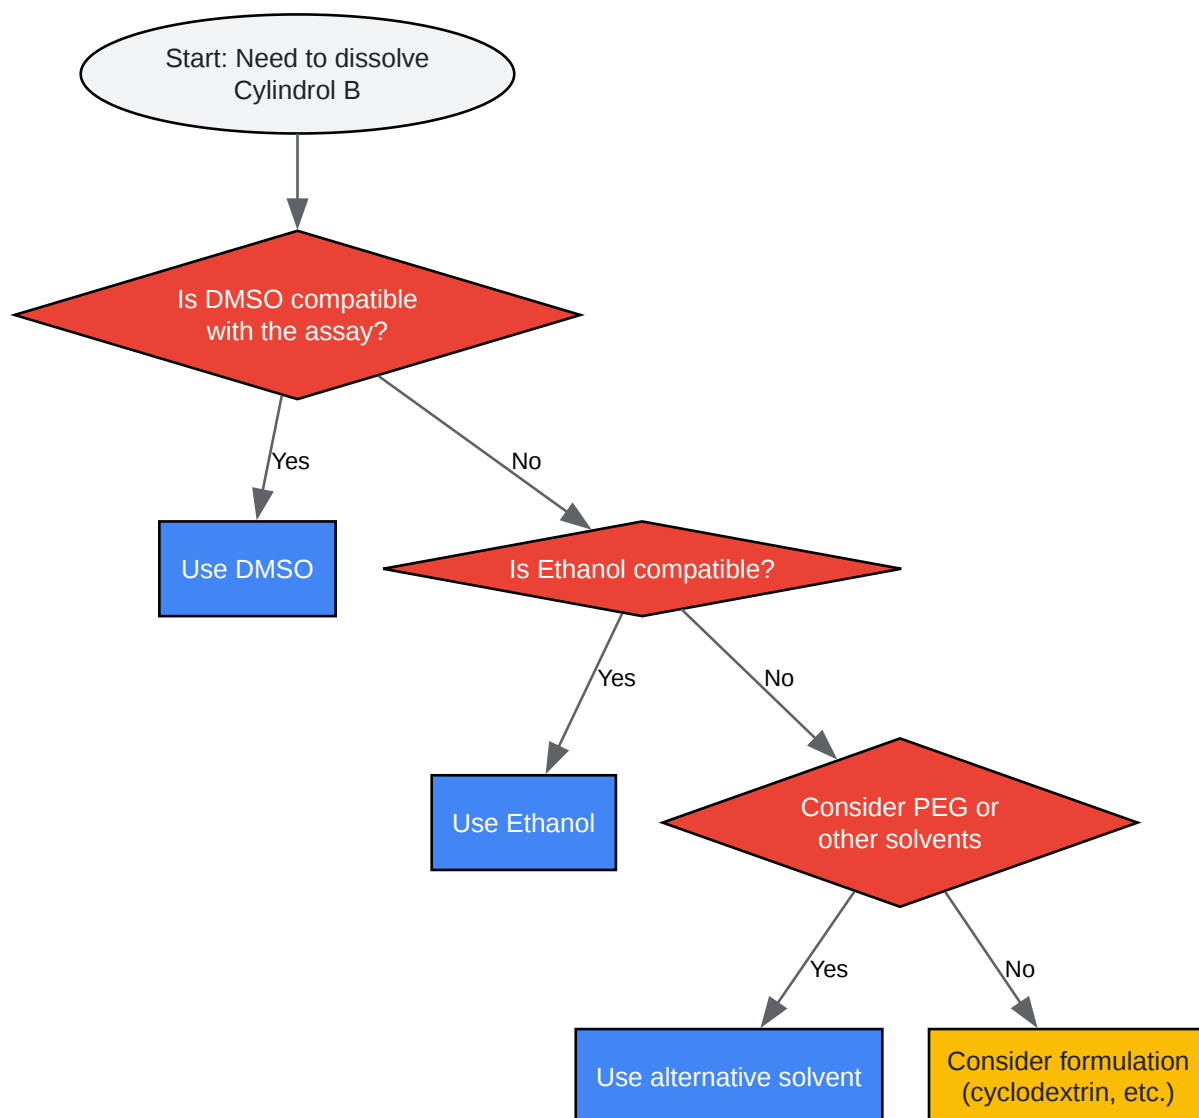 Start: Need to dissolve
Cylindrol B
Is DMSO compatible
with the assay?
Yes
No
Use DMSO
Is Ethanol compatible?
Yes
No
Use Ethanol
Consider PEG or
other solvents
Yes
No
Use alternative solvent
Consider formulation
(cyclodextrin, etc.)